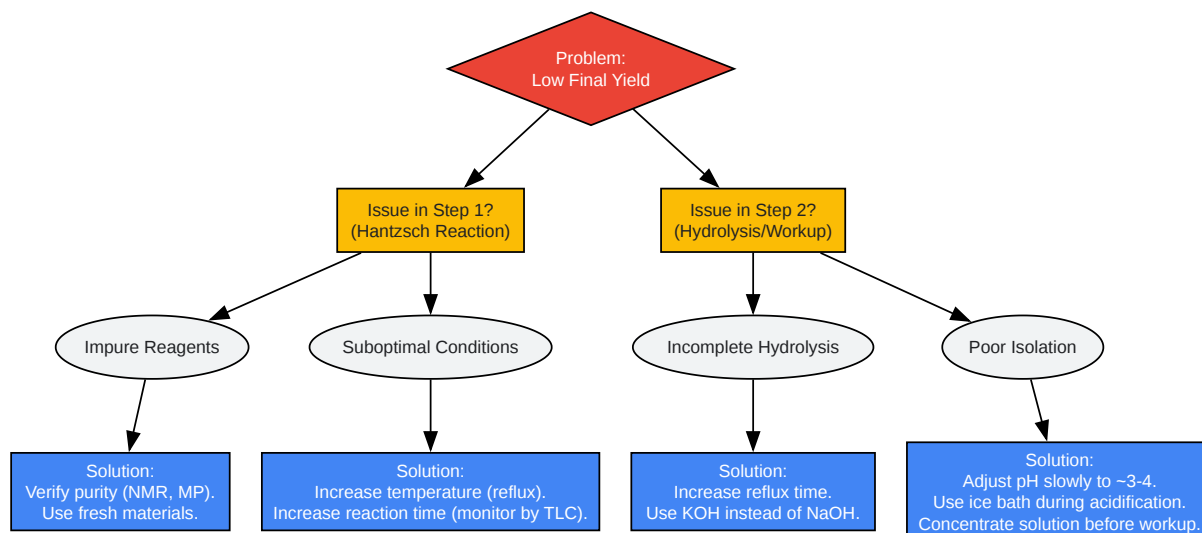 Problem:
Low Final Yield
Issue in Step 1?
(Hantzsch Reaction)
Issue in Step 2?
(Hydrolysis/Workup)
Impure Reagents
Suboptimal Conditions
Incomplete Hydrolysis
Poor Isolation
Solution:
Verify purity (NMR, MP).
Use fresh materials.
Solution:
Increase temperature (reflux).
Increase reaction time (monitor by TLC).
Solution:
Increase reflux time.
Use KOH instead of NaOH.
Solution:
Adjust pH slowly to ~3-4.
Use ice bath during acidification.
Concentrate solution before workup.